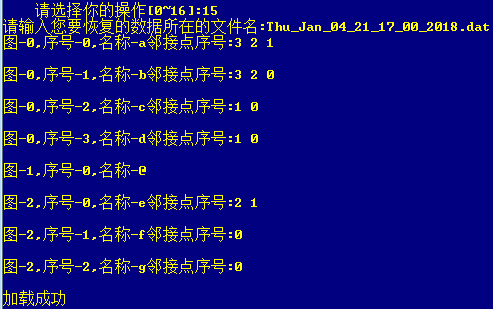 请选择你的操作[0~16]:15
请输入您要恢复的数据所在的文件名:Thu_Jan_04_21_17_00_2018.dat
图-0,序号-0,名称-a邻接点序号:3 2 1
图-0,序号-1,名称-b邻接点序号:3 2 0
图-0,序号-2,名称-c邻接点序号:1 0
图-0,序号-3,名称-d邻接点序号:1 0
图-1,序号-0,名称-@
图-2,序号-0,名称-e邻接点序号:2 1
图-2,序号-1,名称-f邻接点序号:0
图-2,序号-2,名称-g邻接点序号:0
加载成功